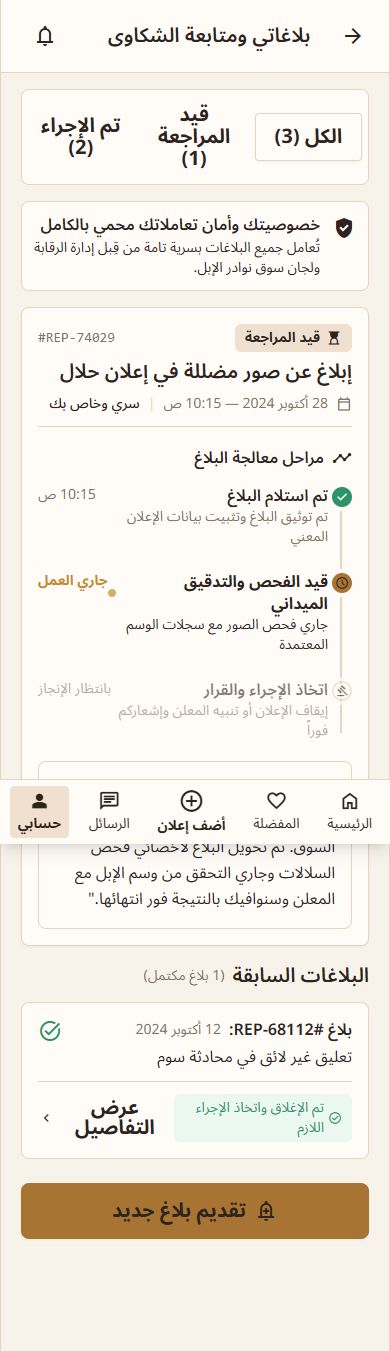 بلاغاتي ومتابعة الشكاوى
الكل (3)
قيد
المراجعة
(1)
تم الإجراء
(2)
خصوصيتك وأمان تعاملاتك محمي بالكامل
تُعامل جميع البلاغات بسرية تامة من قِبل إدارة الرقابة
ولجان سوق نوادر الإبل.
قيد المراجعة
#REP-74029
إبلاغ عن صور مضللة في إعلان حلال
28 أكتوبر 2024 — 10:15 ص | سري وخاص بك
مراحل معالجة البلاغ
تم استلام البلاغ
10:15 ص
تم توثيق البلاغ وتثبيت بيانات الإعلان
المعني
قيد الفحص والتدقيق
الميداني
جاري العمل
جاري فحص الصور مع سجلات الوسم
المعتمدة
اتخاذ الإجراء والقرار
بانتظار الإنجاز
إيقاف الإعلان أو تنبيه المعلن وإشعاركم
فوراً
الرئيسية
المفضلة
أضف إعلان
الرسائل
حسابي
السوق. تم تحويل البلاغ لأخصائي فحص
السلالات وجاري التحقق من وسم الإبل مع
المعلن وسنوافيك بالنتيجة فور انتهائها."
البلاغات السابقة (1 بلاغ مكتمل)
بلاغ #REP-68112: 12 أكتوبر 2024
تعليق غير لائق في محادثة سوم
تم الإغلاق واتخاذ الإجراء
اللازم
عرض
التفاصيل
تقديم بلاغ جديد